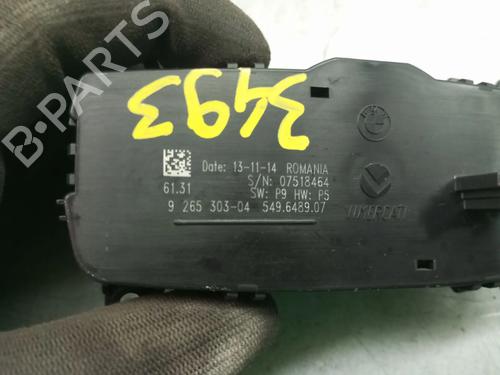 3493
B-PARTS
Date: 13-11-14 ROMANIA
S/N: 07518464
61.31
SW: P9 HW: P5
9 265 303-04 549.6489.07